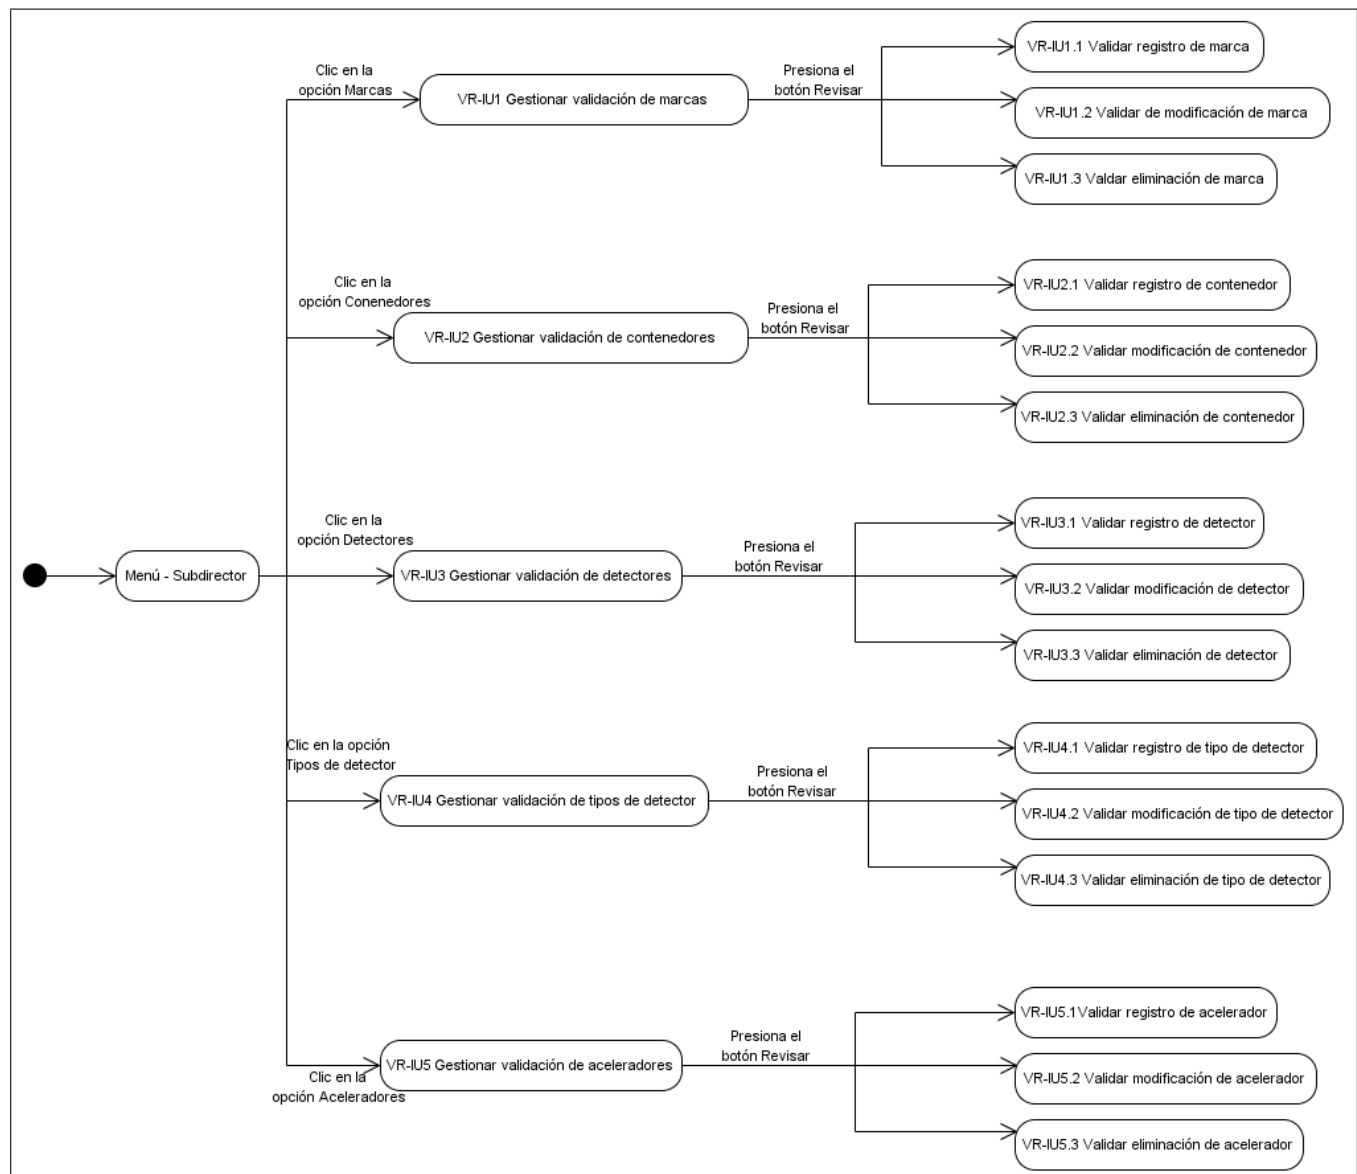 VR-IU1.1 Validar registro de marca
Clic en la
opción Marcas
VR-IU1 Gestionar validación de marcas
Presiona el
botón Revisar
VR-IU1.2 Validar de modificación de marca
VR-IU1.3 Valdar eliminación de marca
Clic en la
opción Conenedores
VR-IU2 Gestionar validación de contenedores
Presiona el
botón Revisar
VR-IU2.1 Validar registro de contenedor
VR-IU2.2 Validar modificación de contenedor
VR-IU2.3 Validar eliminación de contenedor
Menú - Subdirector
Clic en la
opción Detectores
VR-IU3 Gestionar validación de detectores
Presiona el
botón Revisar
VR-IU3.1 Validar registro de detector
VR-IU3.2 Validar modificación de detector
VR-IU3.3 Validar eliminación de detector
Clic en la opción
Tipos de detector
VR-IU4 Gestionar validación de tipos de detector
Presiona el
botón Revisar
VR-IU4.1 Validar registro de tipo de detector
VR-IU4.2 Validar modificación de tipo de detector
VR-IU4.3 Validar eliminación de tipo de detector
VR-IU5 Gestionar validación de aceleradores
Clic en la
opción Aceleradores
Presiona el
botón Revisar
VR-IU5.1Validar registro de acelerador
VR-IU5.2 Validar modificación de acelerador
VR-IU5.3 Validar eliminación de acelerador